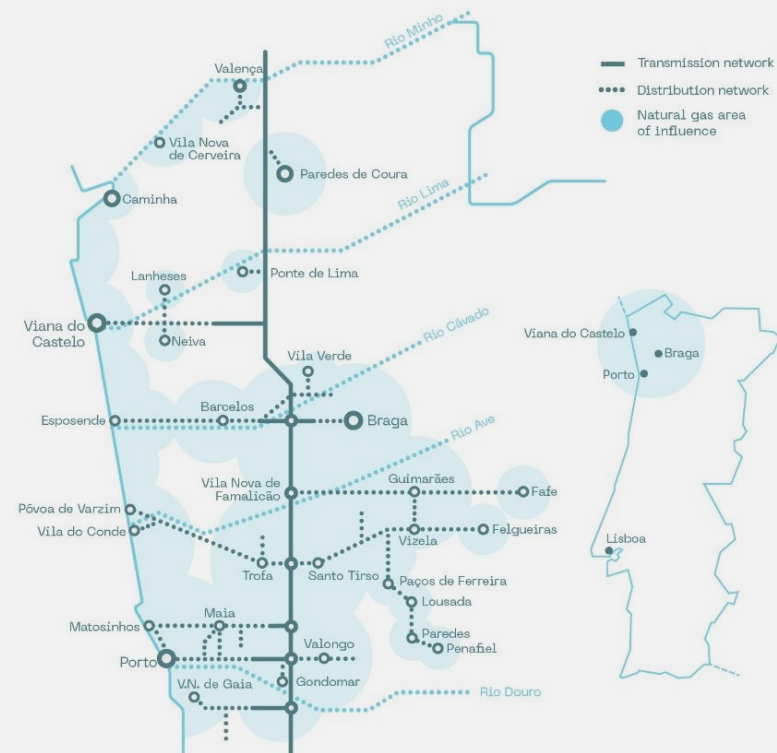 Rio Minho
Transmission network
Distribution network
Natural gas area
of influence
Valença
Vila Nova
de Cerveira
Paredes de Coura
Caminha
Rio Lima
Lanheses
Ponte de Lima
Viana do
Castelo
Neiva
Rio Cávado
Vila Verde
Viana do Castelo
Braga
Porto
Esposende
Barcelos
Braga
Rio Ave
Vila Nova de
Famalicão
Guimarães
Fafe
Póvoa de Varzim
Vila do Conde
Vizela
Felgueiras
Lisboa
Trofa
Santo Tirso
Paços de Ferreira
Lousada
Matosinhos
Maia
Paredes
Penafiel
Valongo
Porto
Gondomar
V.N. de Gaia
Rio Douro